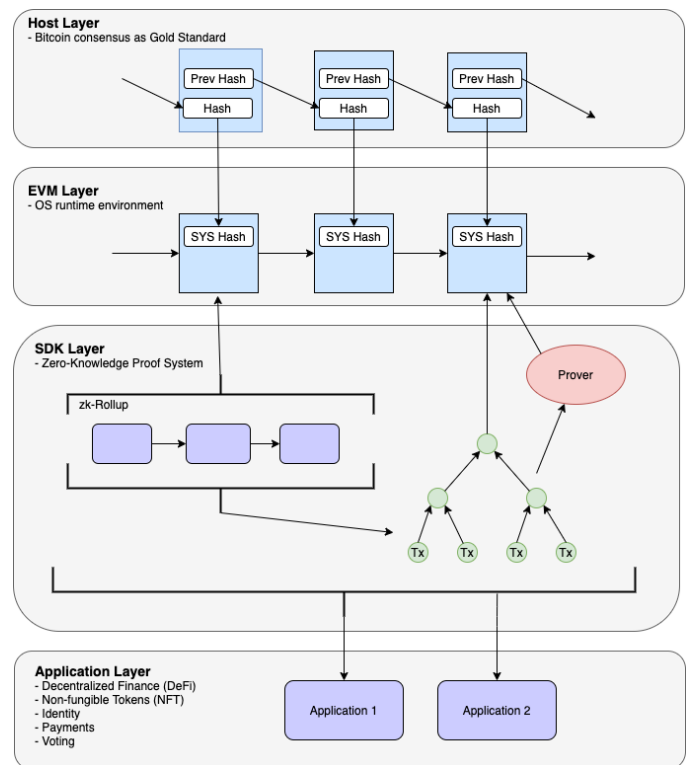 Host Layer
- Bitcoin consensus as Gold Standard
Prev Hash
Prev Hash
Prev Hash
Hash
Hash
Hash
EVM Layer
- OS runtime environment
SYS Hash
SYS Hash
SYS Hash
SDK Layer
- Zero-Knowledge Proof System
Prover
zk-Rollup
Tx
Tx
Tx
Tx
Application Layer
- Decentralized Finance (DeFi)
- Non-fungible Tokens (NFT)
- Identity
- Payments
- Voting
Application 1
Application 2